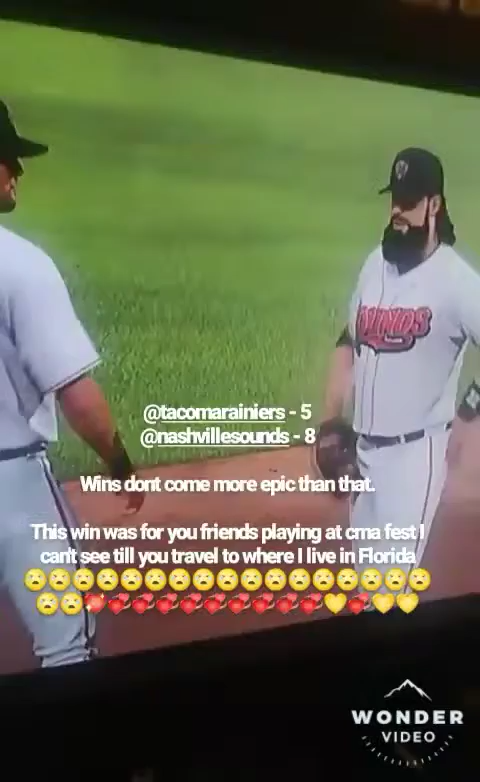 SOUNDS
@tacomarainiers - 5
@nashvillesounds - 8
Wins dont come more epic than that.
This win was for you friends playing at cma fest I
can't see till you travel to where I live in Florida
WONDER
VIDEO